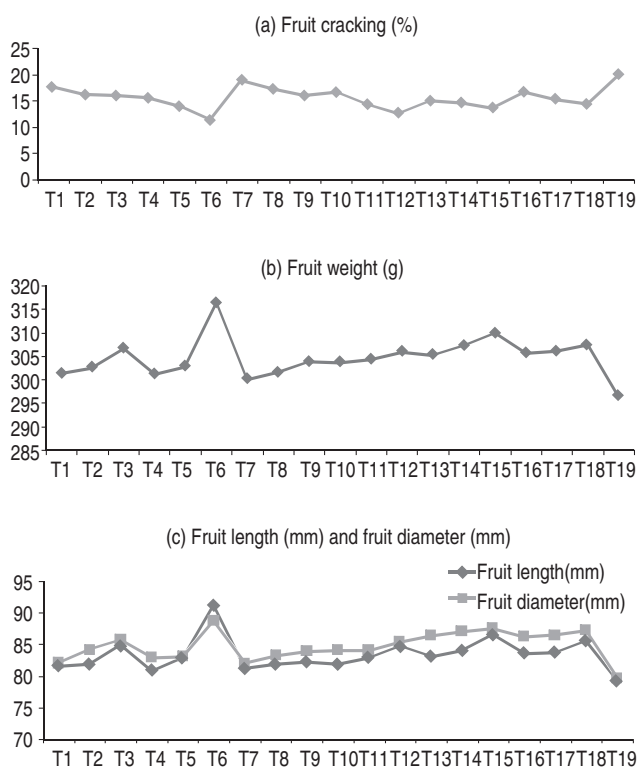 (a) Fruit cracking (%)
25
20
15
10
5
0
T1 T2 T3 T4 T5 T6 T7 T8 T9 T10 T11 T12 T13 T14 T15 T16 T17 T18 T19
(b) Fruit weight (g)
320
315
310
305
300
295
290
285
T1 T2 T3 T4 T5 T6 T7 T8 T9 T10 T11 T12 T13 T14 T15 T16 T17 T18 T19
(c) Fruit length (mm) and fruit diameter (mm)
Fruit length(mm)
Fruit diameter(mm)
95
90
85
80
75
70
T1 T2 T3 T4 T5 T6 T7 T8 T9 T10 T11 T12 T13 T14 T15 T16 T17 T18 T19